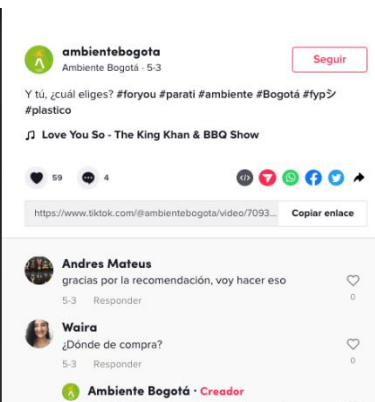 ambientebogota
Ambiente Bogotá · 5-3
Seguir
Y tú, ¿cuál eliges? #foryou #parati #ambiente #Bogotá #fypシ
#plastico
♫ Love You So - The King Khan & BBQ Show
59
4
https://www.tiktok.com/@ambientebogota/video/7093...
Copiar enlace
Andres Mateus
gracias por la recomendación, voy hacer eso
5-3 Responder
0
Waira
¿Dónde de compra?
5-3 Responder
0
Ambiente Bogotá · Creador